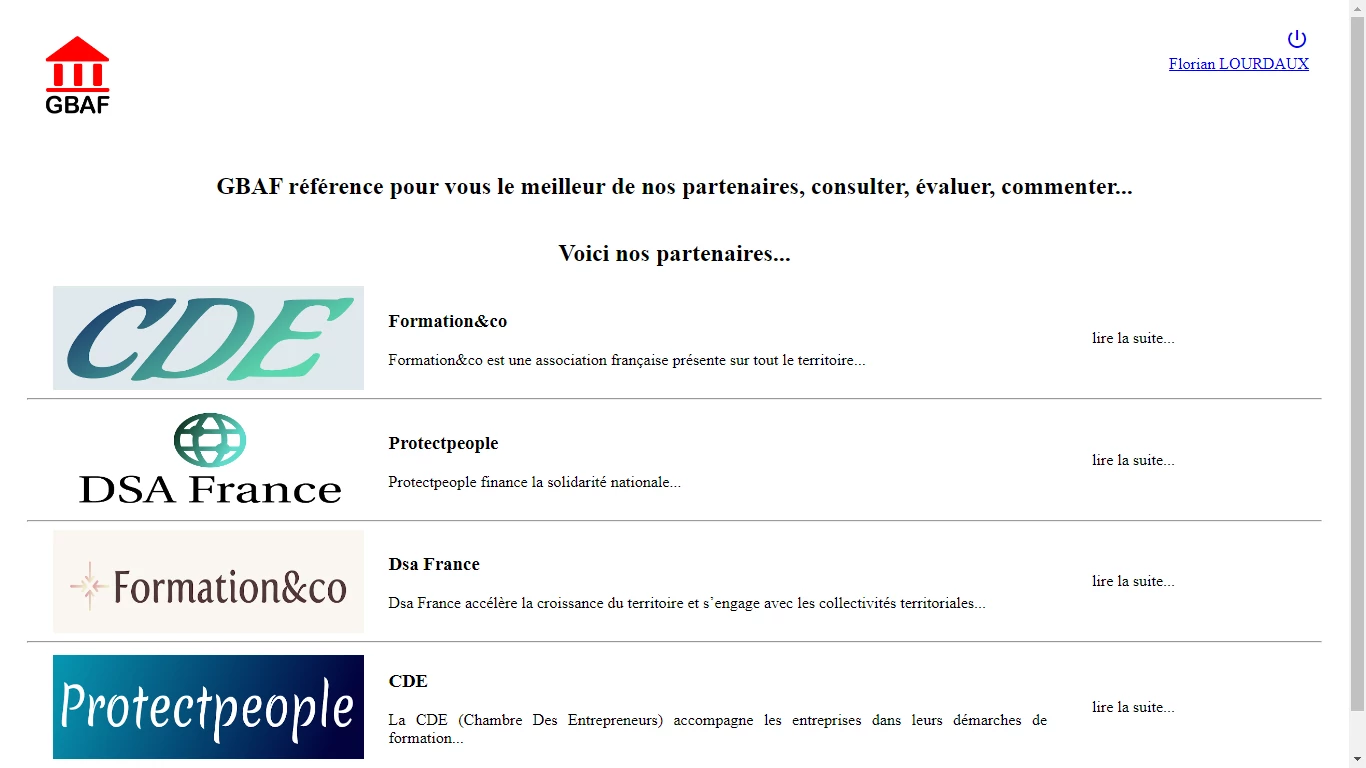 GBAF
Florian LOURDAUX
GBAF référence pour vous le meilleur de nos partenaires, consulter, évaluer, commenter...
Voici nos partenaires...
CDE
Formation&co
Formation&co est une association française présente sur tout le territoire...
lire la suite...
DSA France
Protectpeople
Protectpeople finance la solidarité nationale...
lire la suite...
Formation&co
Dsa France
Dsa France accélère la croissance du territoire et s’engage avec les collectivités territoriales...
lire la suite...
Protectpeople
CDE
La CDE (Chambre Des Entrepreneurs) accompagne les entreprises dans leurs démarches de
formation...
lire la suite...